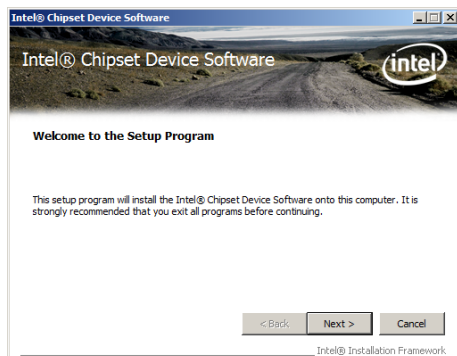 Intel® Chipset Device Software
Intel® Chipset Device Software
intel
Welcome to the Setup Program
This setup program will install the Intel® Chipset Device Software onto this computer. It is
strongly recommended that you exit all programs before continuing.
< Back
Next >
Cancel
Intel® Installation Framework